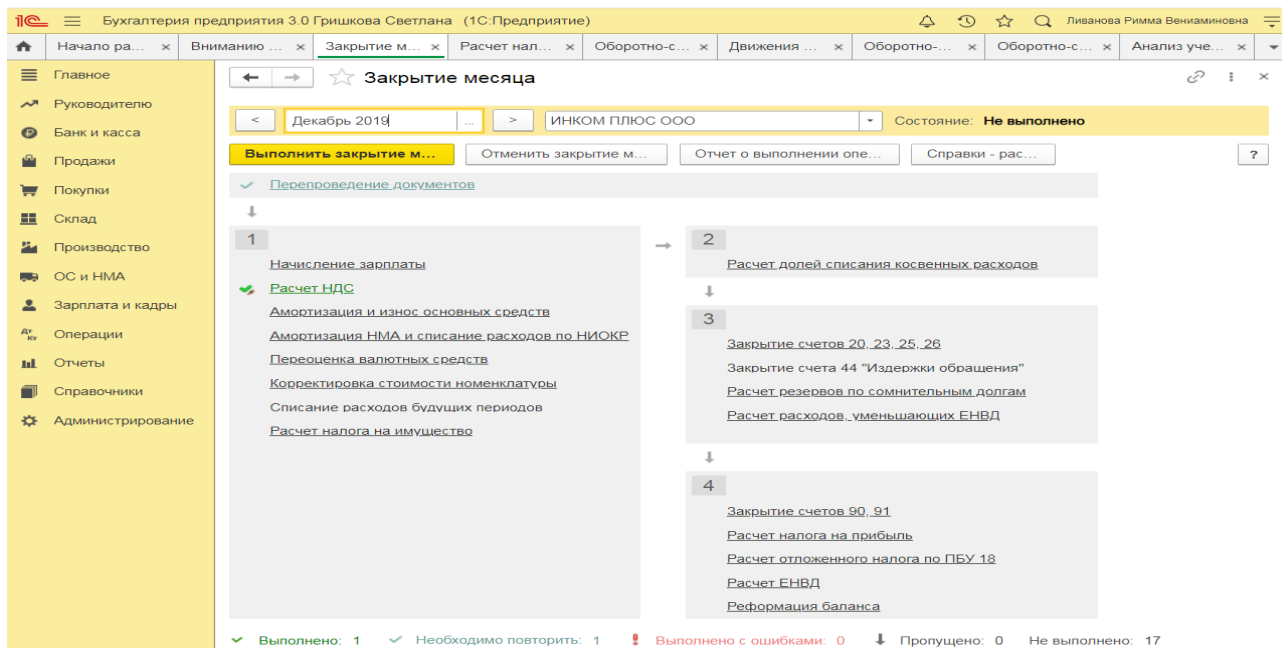 1С Бухгалтерия предприятия 3.0 Гришкова Светлана (1С:Предприятие) Ливанова Римма Вениаминовна
Начало ра... × Вниманию ... × Закрытие м... × Расчет нал... × Оборотно-с... × Движения ... × Оборотно-... × Оборотно-с... × Анализ уче... ×
Главное
Руководителю
Банк и касса
Продажи
Покупки
Склад
Производство
ОС и НМА
Зарплата и кадры
Дт Кт Операции
Отчеты
Справочники
Администрирование
← → Закрытие месяца
< Декабрь 2019 ... > ИНКОМ ПЛЮС ООО Состояние: Не выполнено
Выполнить закрытие м... Отменить закрытие м... Отчет о выполнении опе... Справки - рас... ?
Перепроведение документов
1
Начисление зарплаты
Расчет НДС
Амортизация и износ основных средств
Амортизация НМА и списание расходов по НИОКР
Переоценка валютных средств
Корректировка стоимости номенклатуры
Списание расходов будущих периодов
Расчет налога на имущество
2
Расчет долей списания косвенных расходов
3
Закрытие счетов 20, 23, 25, 26
Закрытие счета 44 "Издержки обращения"
Расчет резервов по сомнительным долгам
Расчет расходов, уменьшающих ЕНВД
4
Закрытие счетов 90, 91
Расчет налога на прибыль
Расчет отложенного налога по ПБУ 18
Расчет ЕНВД
Реформация баланса
Выполнено: 1 Необходимо повторить: 1 Выполнено с ошибками: 0 Пропущено: 0 Не выполнено: 17